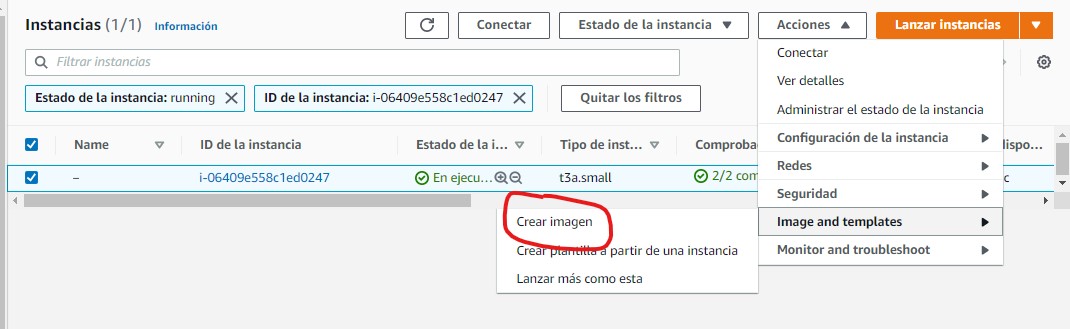 Instancias (1/1) Información Conectar Estado de la instancia Acciones Lanzar instancias
Filtrar instancias
Estado de la instancia: running ID de la instancia: i-06409e558c1ed0247 Quitar los filtros
Name ID de la instancia Estado de la i... Tipo de inst... Comprobac dispo...
– i-06409e558c1ed0247 En ejecu... t3a.small 2/2 com c
Conectar
Ver detalles
Administrar el estado de la instancia
Configuración de la instancia
Redes
Seguridad
Image and templates
Monitor and troubleshoot
Crear imagen
Crear plantilla a partir de una instancia
Lanzar más como esta